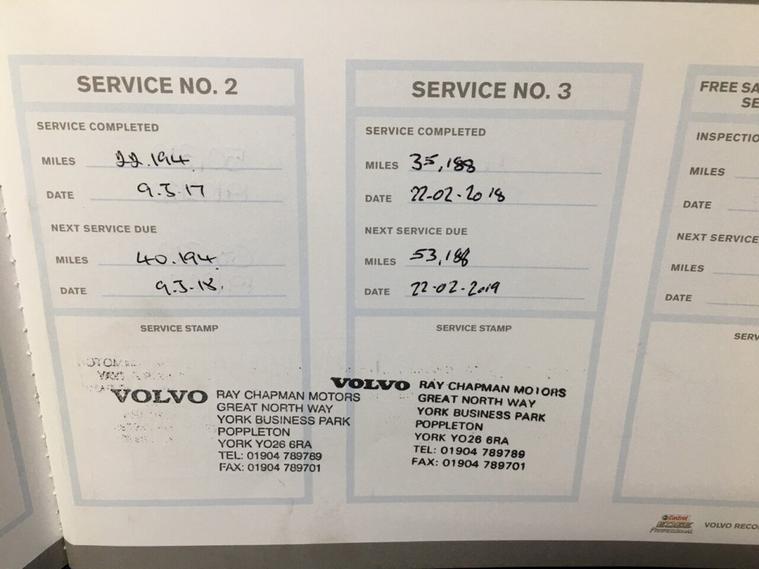 SERVICE NO. 2
SERVICE COMPLETED
MILES 22.194
DATE 9.3.17
NEXT SERVICE DUE
MILES 40.194
DATE 9.3.18.
SERVICE STAMP
VOLVO RAY CHAPMAN MOTORS
GREAT NORTH WAY
YORK BUSINESS PARK
POPPLETON
YORK YO26 6RA
TEL: 01904 789789
FAX: 01904 789701
SERVICE NO. 3
SERVICE COMPLETED
MILES 35,188
DATE 22-02-2018
NEXT SERVICE DUE
MILES 53,188
DATE 22-02-2019
SERVICE STAMP
VOLVO RAY CHAPMAN MOTORS
GREAT NORTH WAY
YORK BUSINESS PARK
POPPLETON
YORK YO26 6RA
TEL: 01904 789789
FAX: 01904 789701
FREE SA
SE
INSPECTIO
MILES
DATE
NEXT SERVICE
MILES
DATE
SERV
Castrol
EDGE
PROFESSIONAL
VOLVO RECO